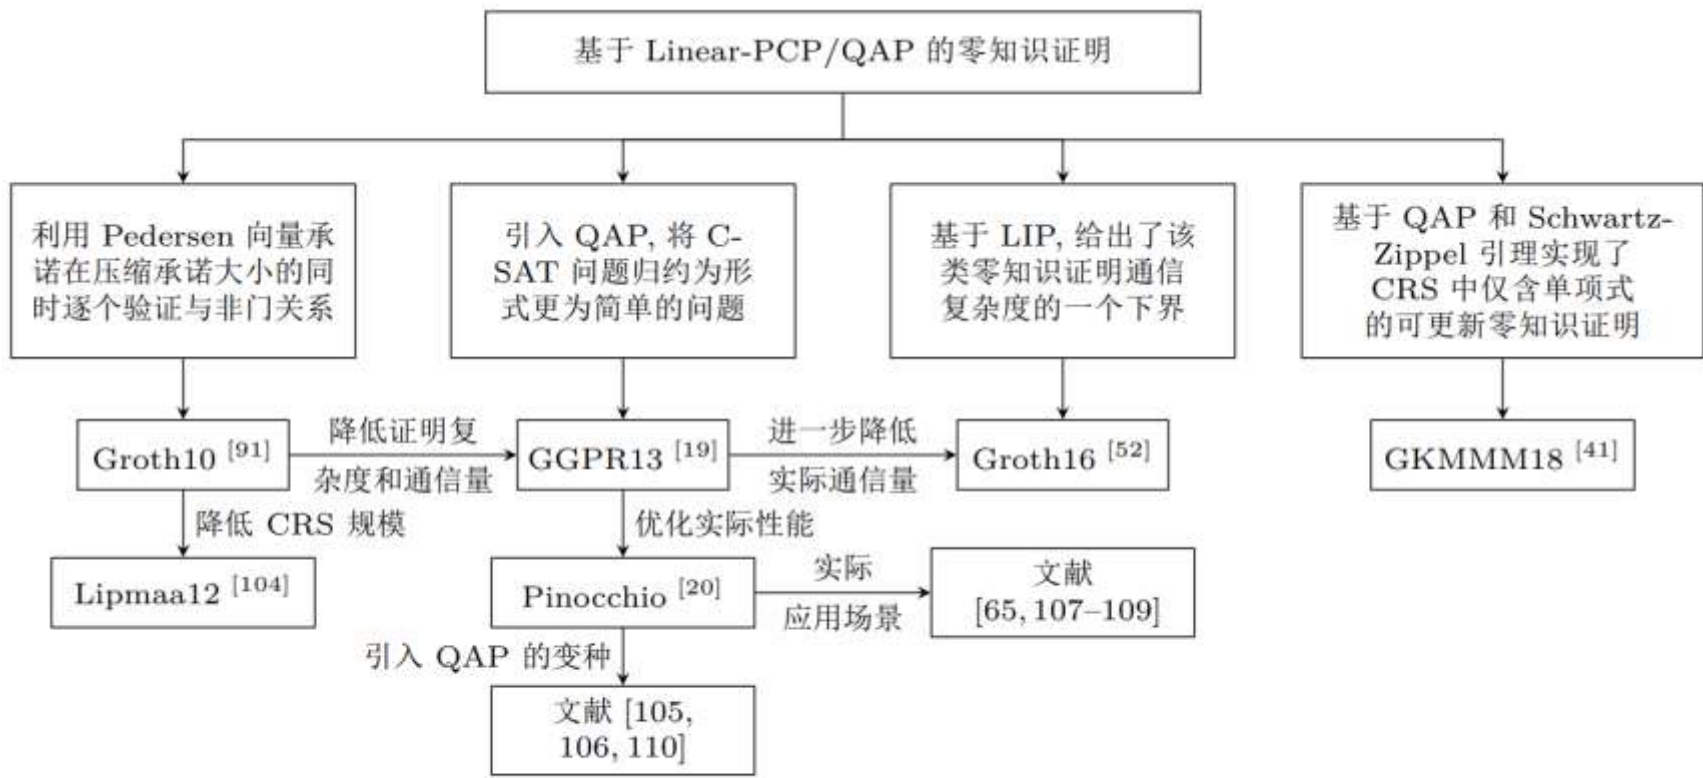 基于 Linear-PCP/QAP 的零知识证明
利用 Pedersen 向量承
诺在压缩承诺大小的同
时逐个验证与非门关系
引入 QAP, 将 C-
SAT 问题归约为形
式更为简单的问题
基于 LIP, 给出了该
类零知识证明通信
复杂度的一个下界
基于 QAP 和 Schwartz-
Zippel 引理实现了
CRS 中仅含单项式
的可更新零知识证明
Groth10 [91]
降低证明复
杂度和通信量
GGPR13 [19]
进一步降低
实际通信量
Groth16 [52]
GKMMM18 [41]
降低 CRS 规模
优化实际性能
Lipmaa12 [104]
Pinocchio [20]
实际
应用场景
文献
[65, 107–109]
引入 QAP 的变种
文献 [105,
106, 110]